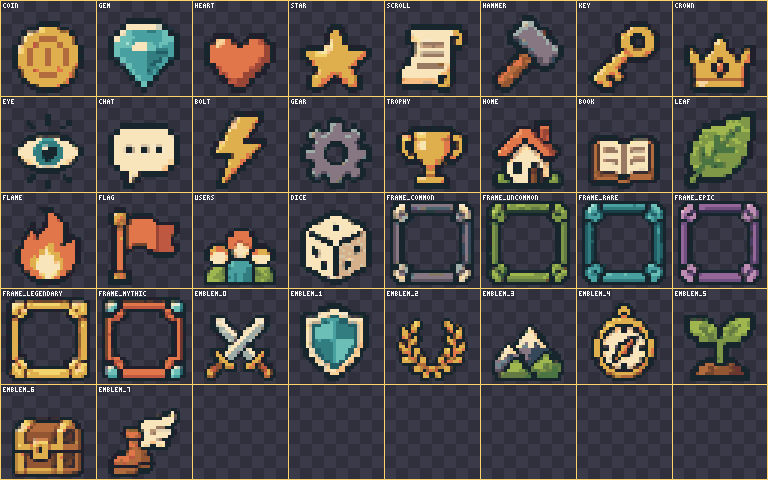 COIN GEM HEART STAR SCROLL HAMMER KEY CROWN
EYE CHAT BOLT GEAR TROPHY HOME BOOK LEAF
FLAME FLAG USERS DICE FRAME_COMMON FRAME_UNCOMMON FRAME_RARE FRAME_EPIC
FRAME_LEGENDARY FRAME_MYTHIC EMBLEM_0 EMBLEM_1 EMBLEM_2 EMBLEM_3 EMBLEM_4 EMBLEM_5
EMBLEM_6 EMBLEM_7